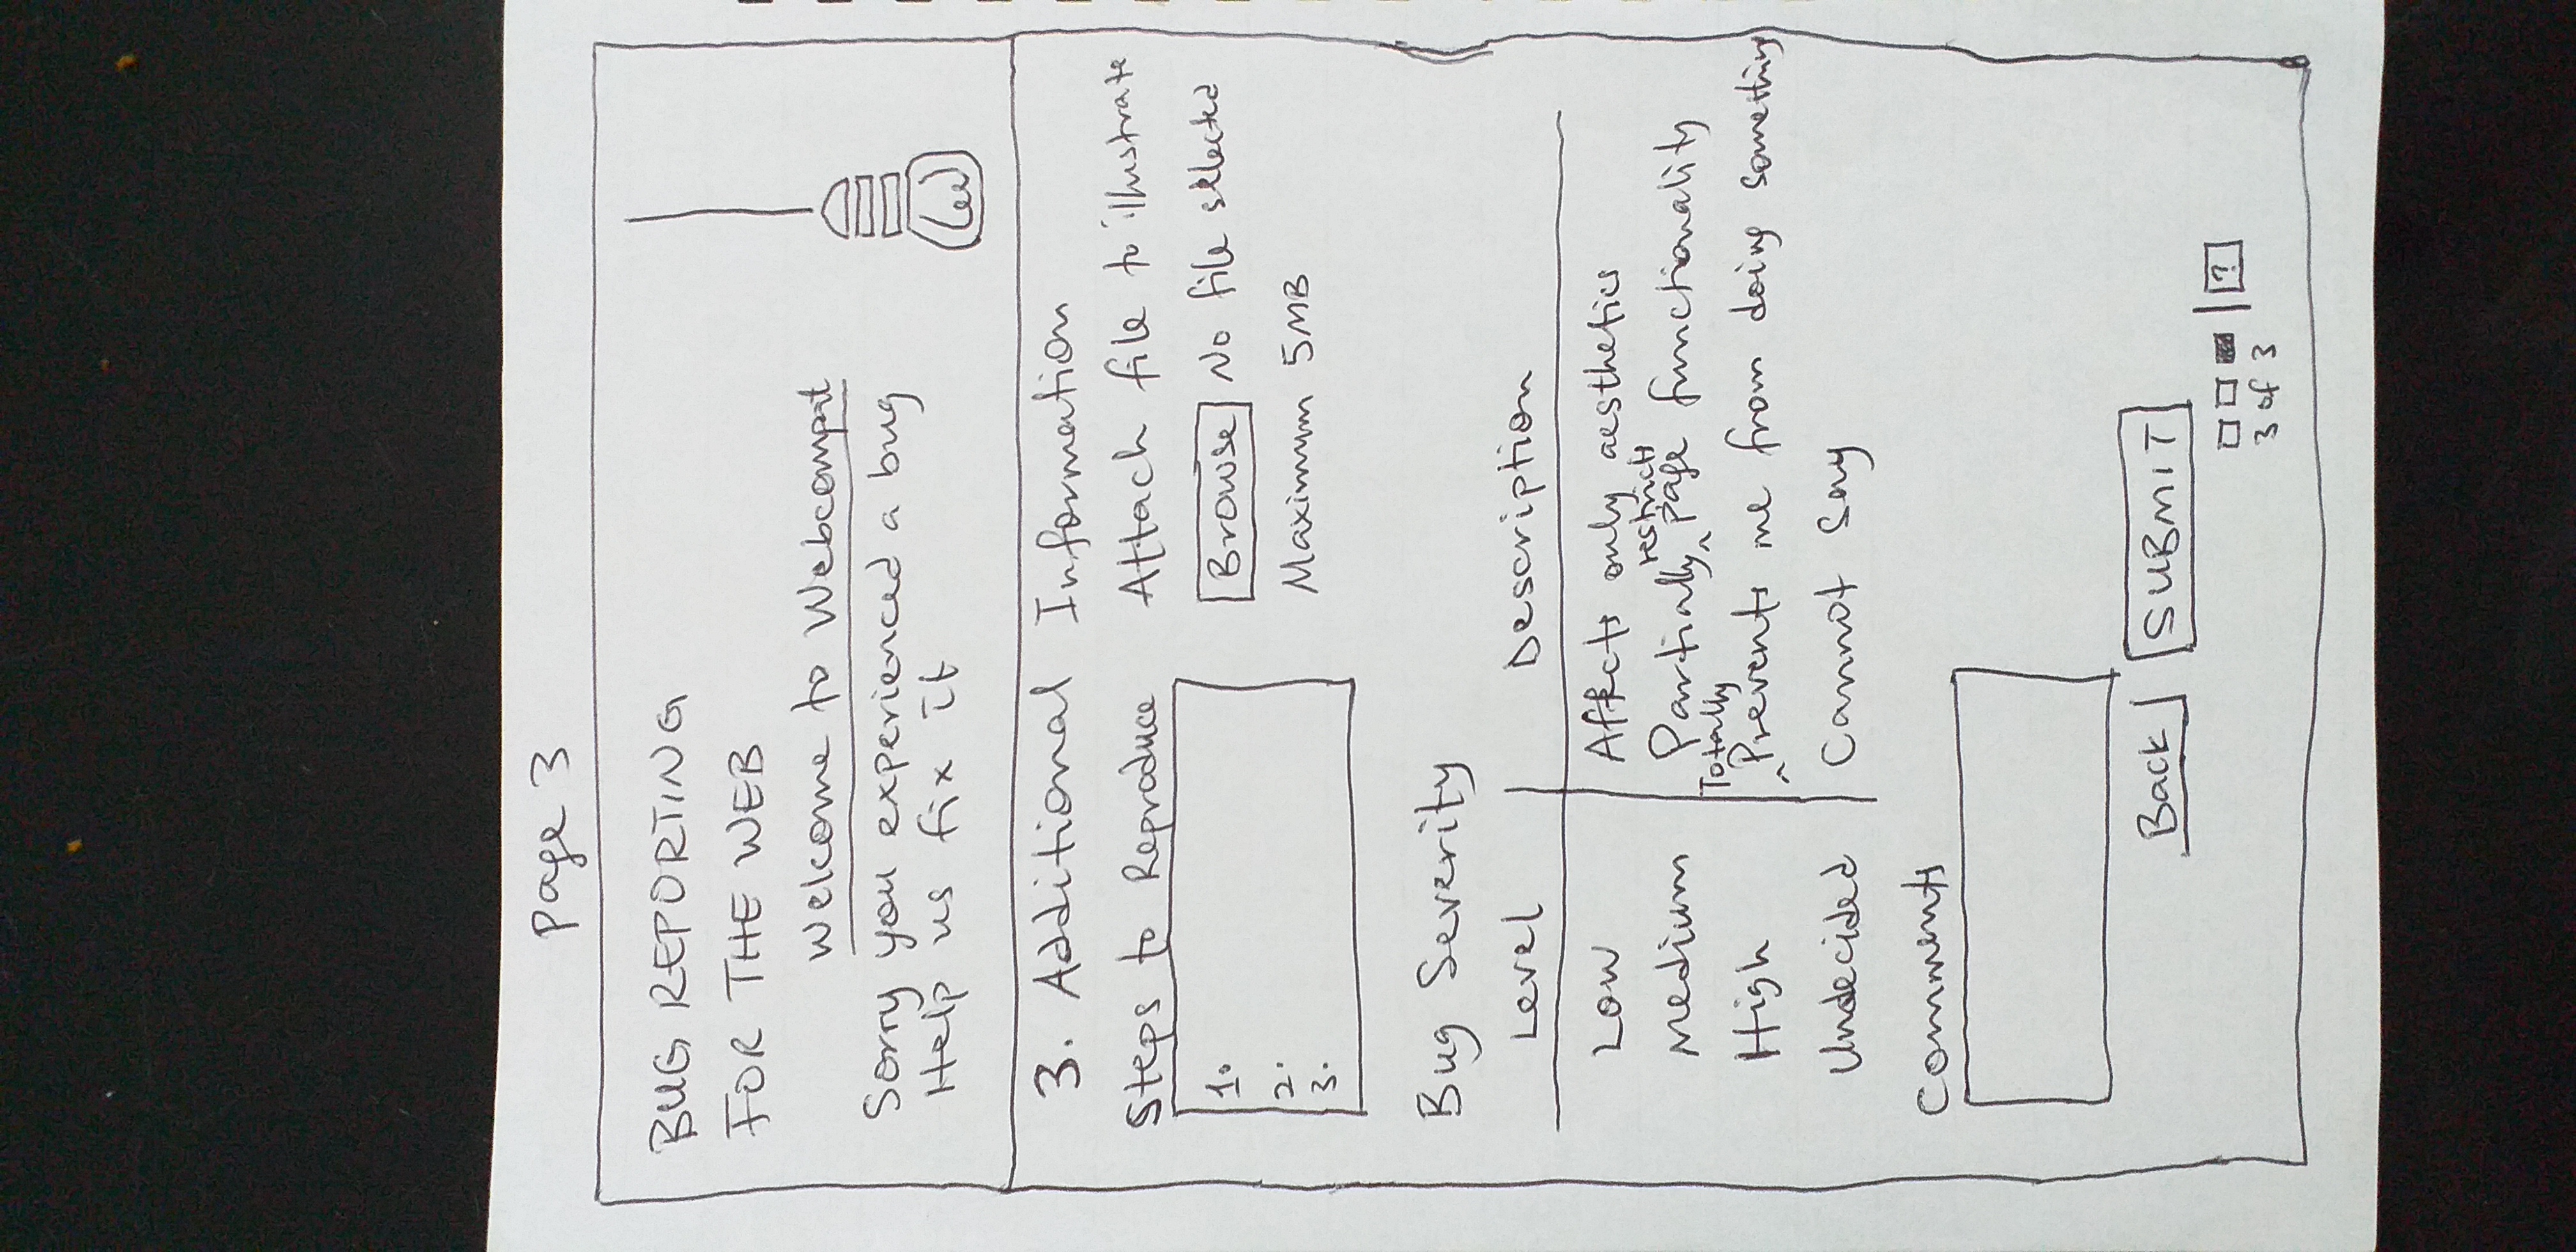 Page 3
BUG REPORTING
FOR THE WEB
Welcome to Webcompat
Sorry you experienced a bug
Help us fix it
3. Additional Information
Steps to Reproduce
1.
2.
3.
Attach file to illustrate
Browse No file selected
Maximum 5MB
Bug Severity
Level Description
Low Affects only aesthetics
Medium Partially restricts page functionality
High Totally Prevents me from doing something
Undecided Cannot say
Comments
Back SUBMIT
?
3 of 3